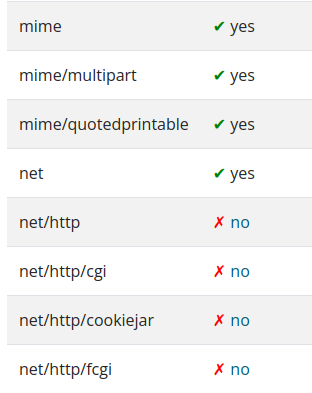 mime ✔ yes
mime/multipart ✔ yes
mime/quotedprintable ✔ yes
net ✔ yes
net/http ✗ no
net/http/cgi ✗ no
net/http/cookiejar ✗ no
net/http/fcgi ✗ no